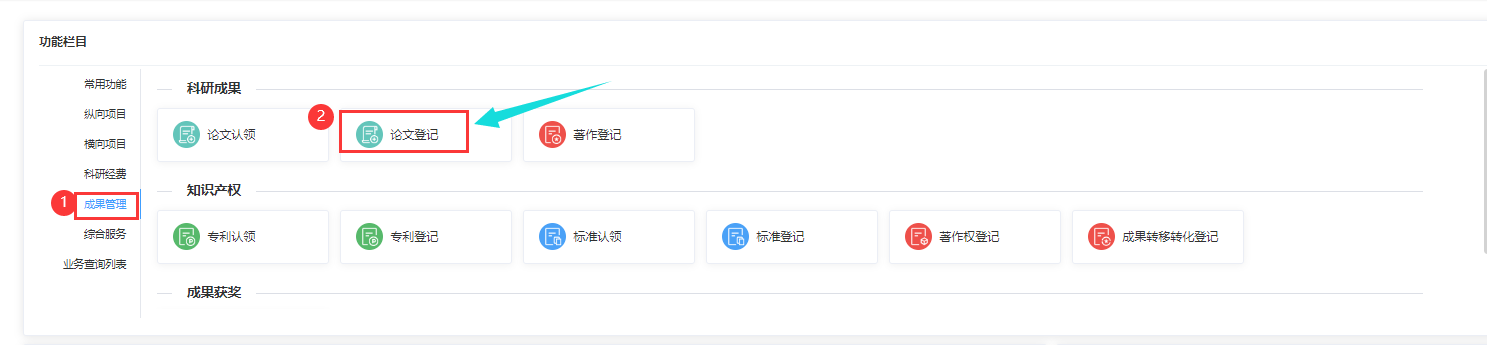 功能栏目
常用功能
纵向项目
横向项目
科研经费
1
成果管理
综合服务
业务查询列表
科研成果
论文认领
2
论文登记
著作登记
知识产权
专利认领
专利登记
标准认领
标准登记
著作权登记
成果转移转化登记
成果获奖